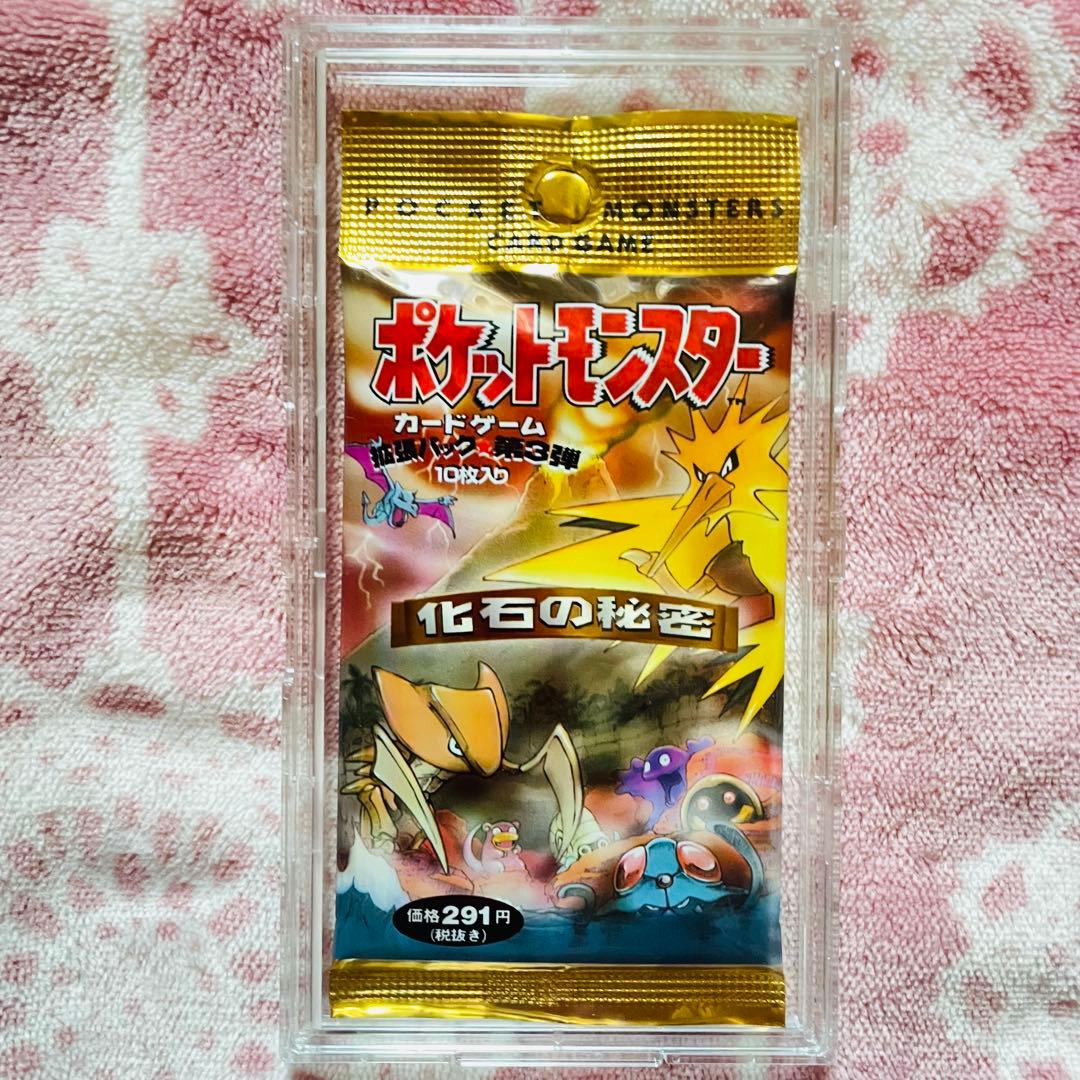 POCKET MONSTERS
CARD GAME
ポケットモンスター
TM
カードゲーム
拡張パック★第3弾
10枚入り
化石の秘密
価格291円
(税抜き)